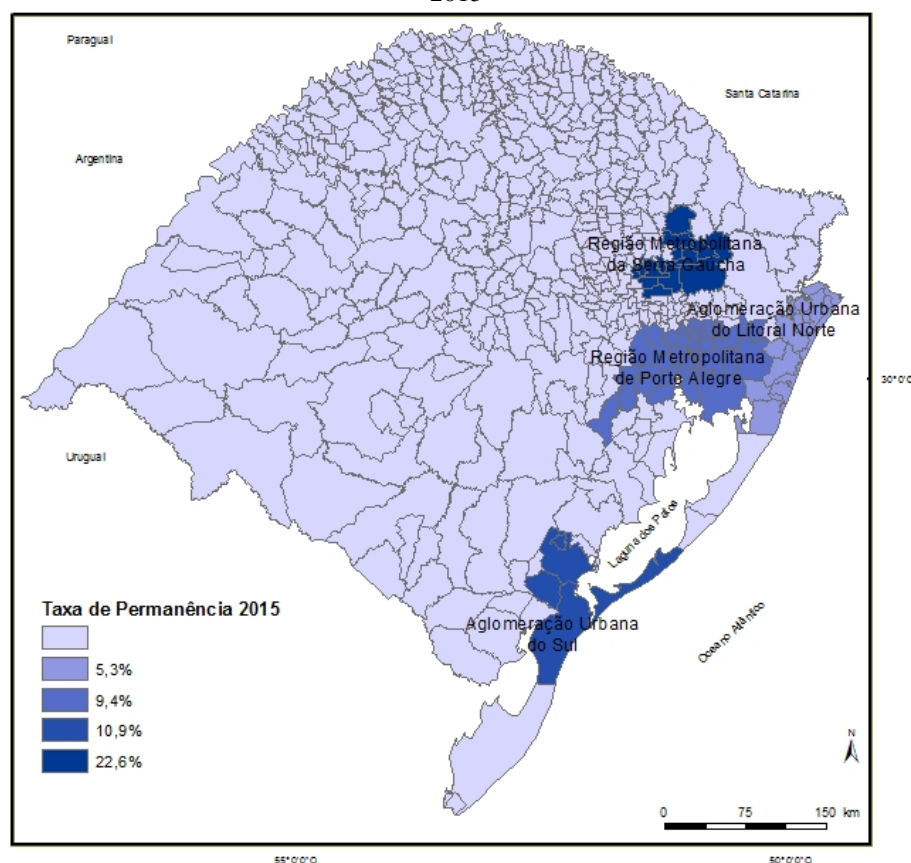 2015
Paraguai
Santa Catarina
Argentina
Região Metropolitana
da Serra Gaúcha
Aglomeração Urbana
do Litoral Norte
Região Metropolitana
de Porto Alegre
30°0'0
Uruguai
Laguna dos Patos
Taxa de Permanência 2015
5,3%
9,4%
10,9%
22,6%
Aglomeração Urbana
do Sul
Oceano Atlântico
N
0 75 150 km
55°0'0"O
50°0'0"O